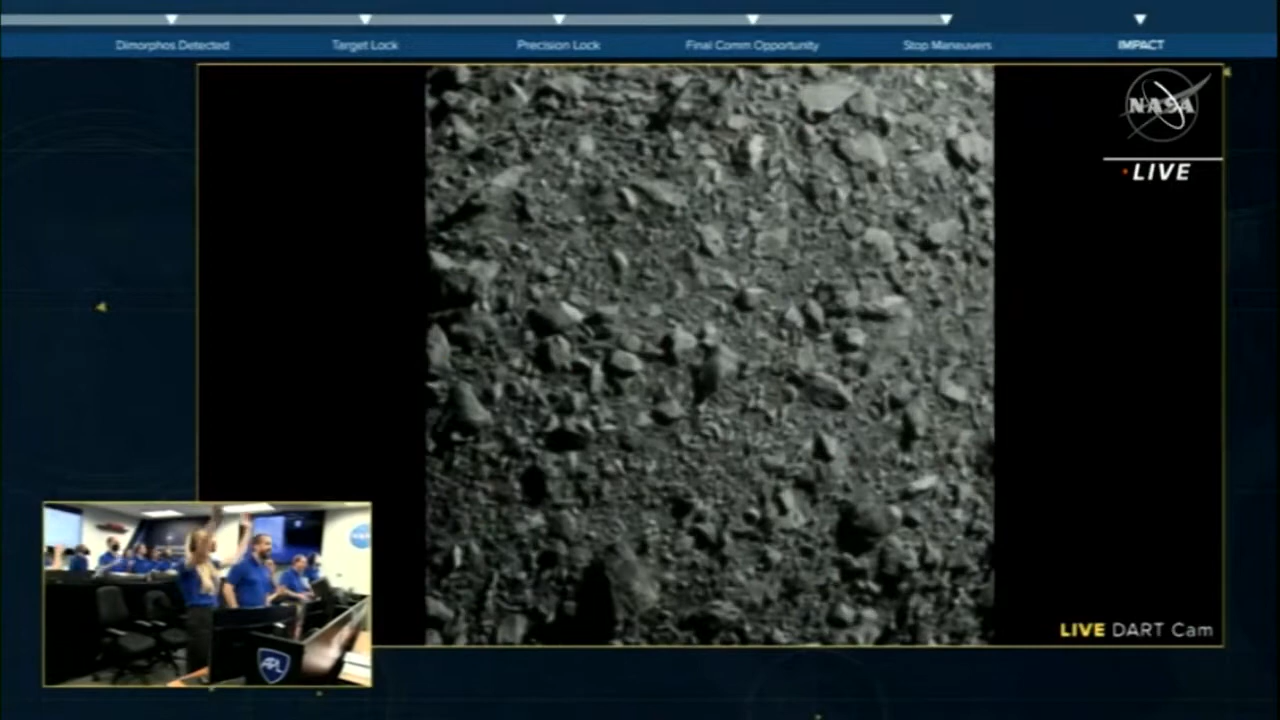 Dimorphos Detected
Target Lock
Precision Lock
Final Comm Opportunity
Stop Maneuvers
IMPACT
NASA
LIVE
APL
LIVE DART Cam